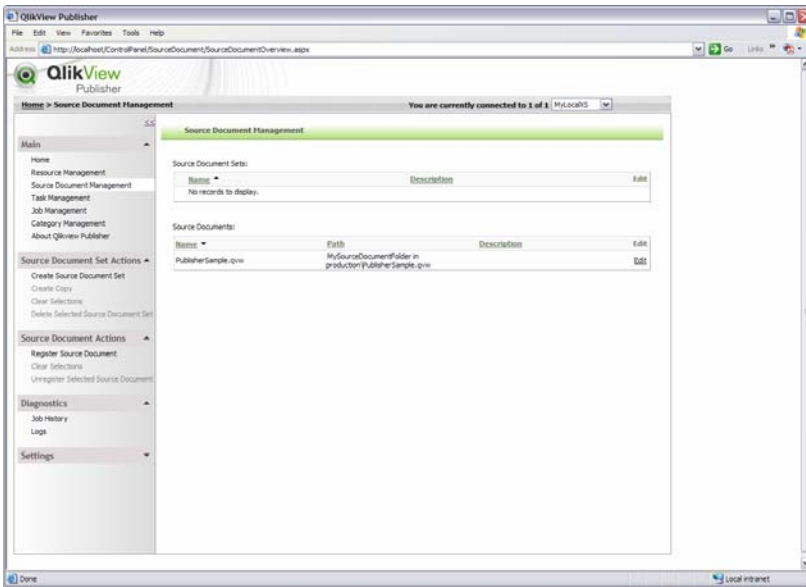 QlikView Publisher
File Edit View Favorites Tools Help
Address http://localhost/ControlPanel/SourceDocument/SourceDocumentOverview.aspx Go Links »
QlikView
Publisher
Home > Source Document Management You are currently connected to 1 of 1 MyLocalXS
<<
Main
Home
Resource Management
Source Document Management
Task Management
Job Management
Category Management
About Qlikview Publisher
Source Document Set Actions
Create Source Document Set
Create Copy
Clear Selections
Delete Selected Source Document Set
Source Document Actions
Register Source Document
Clear Selections
Unregister Selected Source Document
Diagnostics
Job History
Logs
Settings
Source Document Management
Source Document Sets:
Name Description Edit
No records to display.
Source Documents:
Name Path Description Edit
PublisherSample.qvw MySourceDocumentFolder in production\PublisherSample.qvw Edit
Done Local intranet